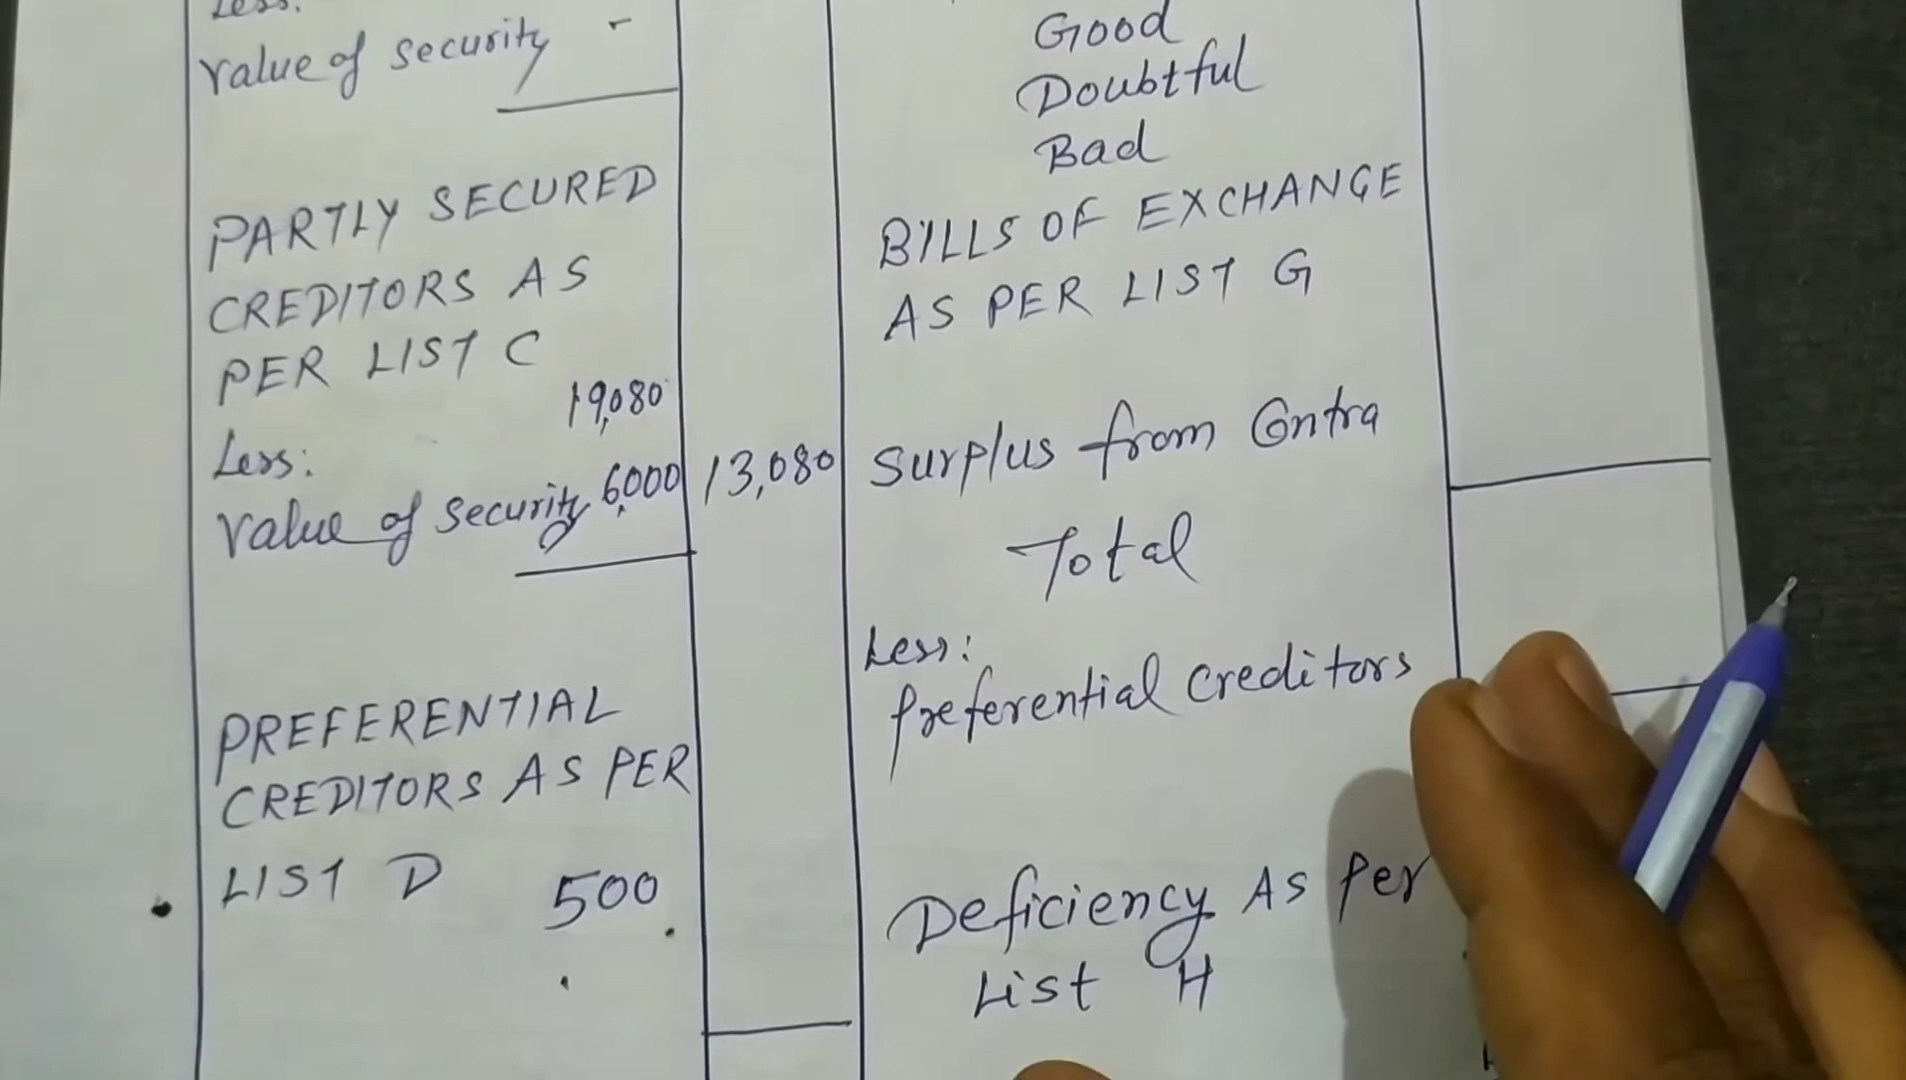 Less:
Value of security -
PARTLY SECURED
CREDITORS AS
PER LIST C
19,080
Less:
Value of security 6,000 13,080
PREFERENTIAL
CREDITORS AS PER
LIST D 500
Good
Doubtful
Bad
BILLS OF EXCHANGE
AS PER LIST G
Surplus from Contra
Total
Less:
Preferential creditors
Deficiency As Per
List H